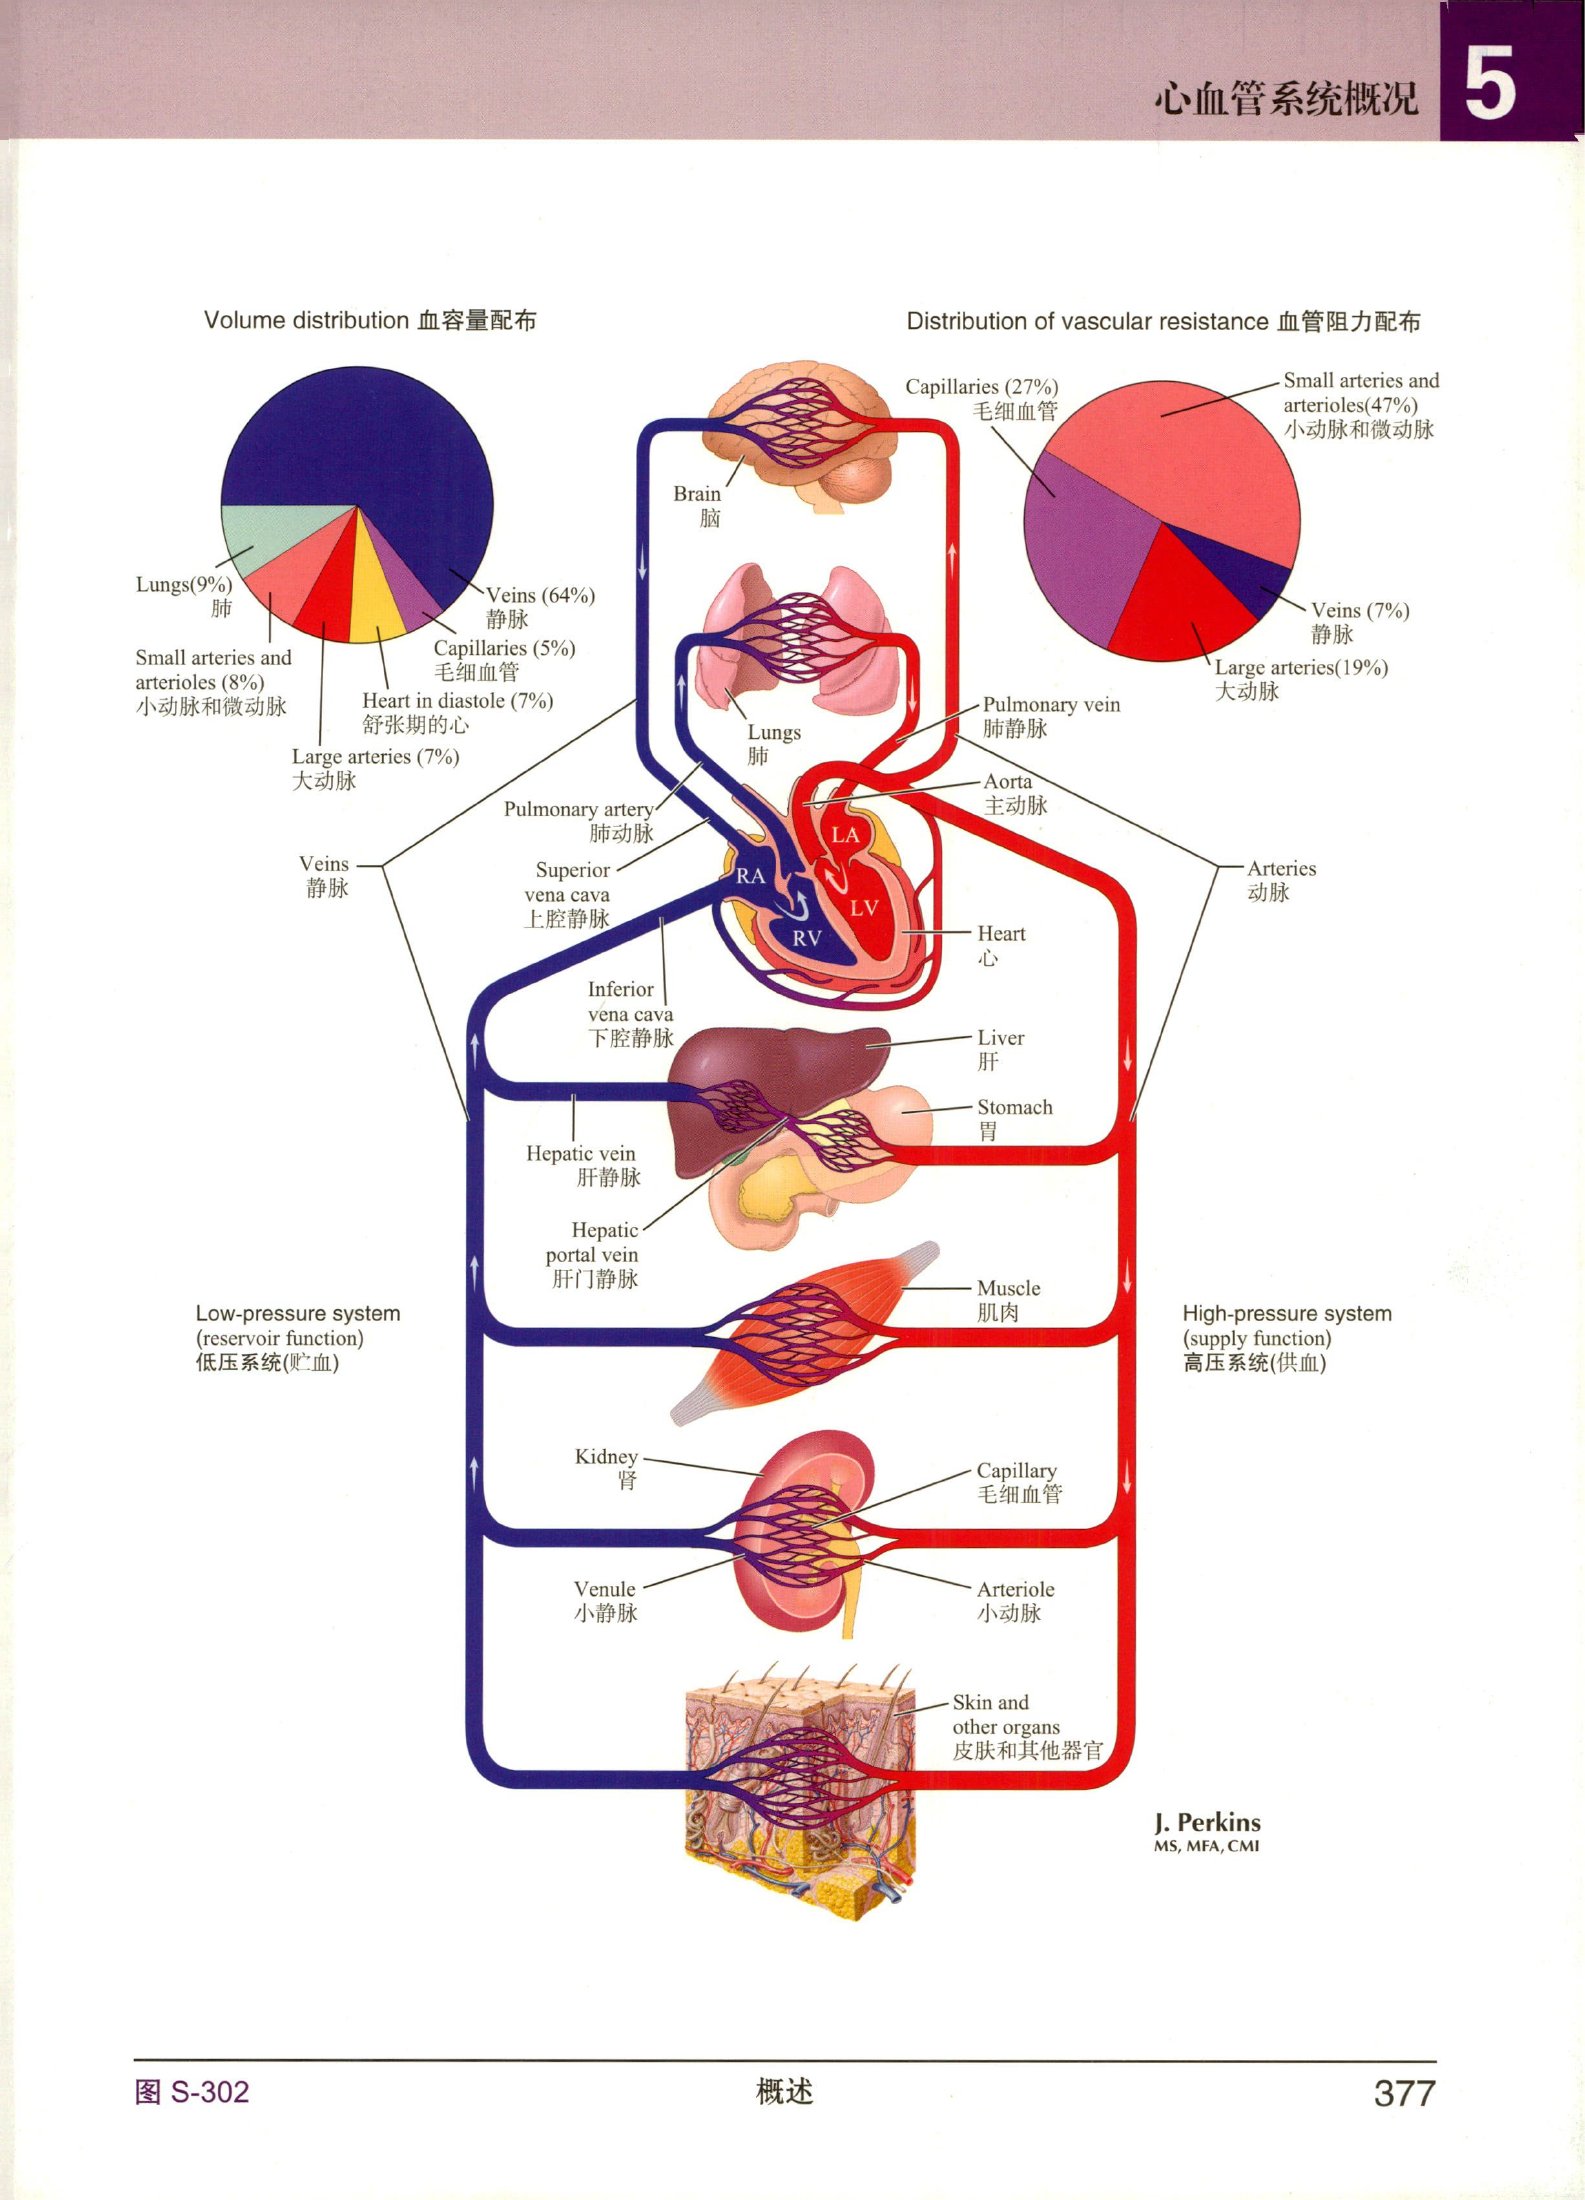 心血管系统概况
5
Volume distribution 血容量配布
Distribution of vascular resistance 血管阻力配布
Lungs(9%)
肺
Small arteries and
arterioles (8%)
小动脉和微动脉
Large arteries (7%)
大动脉
Heart in diastole (7%)
舒张期的心
Capillaries (5%)
毛细血管
Veins (64%)
静脉
Capillaries (27%)
毛细血管
Small arteries and
arterioles(47%)
小动脉和微动脉
Veins (7%)
静脉
Large arteries(19%)
大动脉
Brain
脑
Lungs
肺
Pulmonary vein
肺静脉
Aorta
主动脉
Pulmonary artery
肺动脉
Superior
vena cava
上腔静脉
Veins
静脉
Arteries
动脉
RA
LA
LV
RV
Heart
心
Inferior
vena cava
下腔静脉
Liver
肝
Stomach
胃
Hepatic vein
肝静脉
Hepatic
portal vein
肝门静脉
Muscle
肌肉
Low-pressure system
(reservoir function)
低压系统(贮血)
High-pressure system
(supply function)
高压系统(供血)
Kidney
肾
Capillary
毛细血管
Venule
小静脉
Arteriole
小动脉
Skin and
other organs
皮肤和其他器官
J. Perkins
MS, MFA, CMI
图 S-302
概述
377